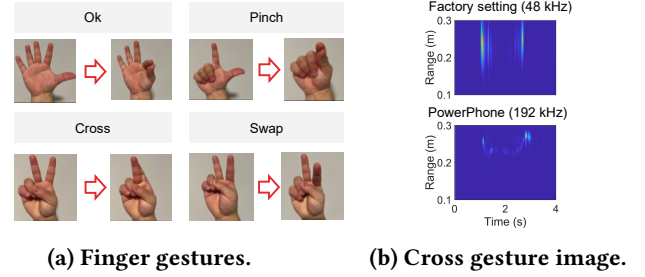 Ok
Pinch
Cross
Swap
(a) Finger gestures.
Factory setting (48 kHz)
Range (m)
0.3
0.2
0.1
PowerPhone (192 kHz)
Range (m)
0.3
0.2
0.1
0
2
4
Time (s)
(b) Cross gesture image.